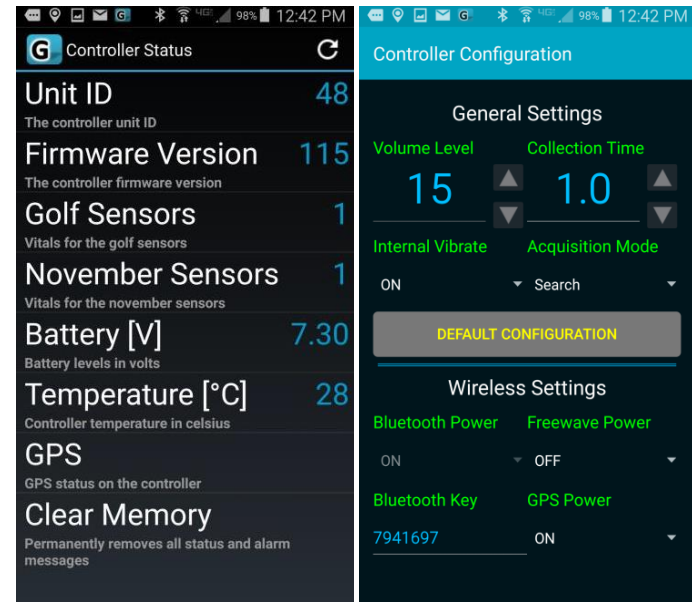 4G 98% 12:42 PM
G Controller Status
Unit ID 48
The controller unit ID
Firmware Version 115
The controller firmware version
Golf Sensors 1
Vitals for the golf sensors
November Sensors 1
Vitals for the november sensors
Battery [V] 7.30
Battery levels in volts
Temperature [°C] 28
Controller temperature in celsius
GPS
GPS status on the controller
Clear Memory
Permanently removes all status and alarm
messages
4G 98% 12:42 PM
Controller Configuration
General Settings
Volume Level Collection Time
15 1.0
Internal Vibrate Acquisition Mode
ON Search
DEFAULT CONFIGURATION
Wireless Settings
Bluetooth Power Freewave Power
ON OFF
Bluetooth Key GPS Power
7941697 ON